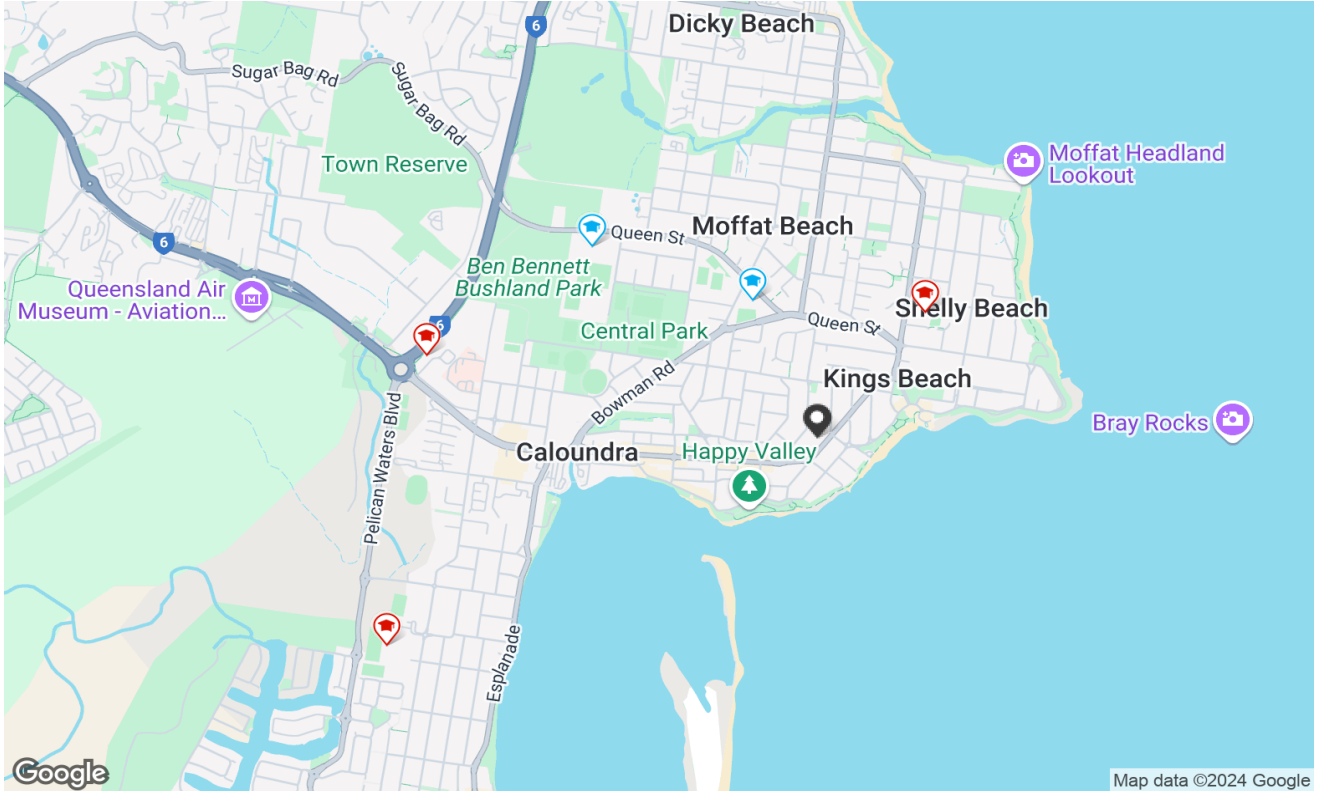 Dicky Beach
6
Sugar Bag Rd
Sugar Bag Rd
Town Reserve
Moffat Headland
Lookout
Queen St
Moffat Beach
6
Ben Bennett
Bushland Park
Queensland Air
Museum - Aviation...
M
Shelly Beach
6
Central Park
Queen St
Kings Beach
Bowman Rd
Bray Rocks
Pelican Waters Blvd
Caloundra
Happy Valley
Esplanade
Google
Map data ©2024 Google